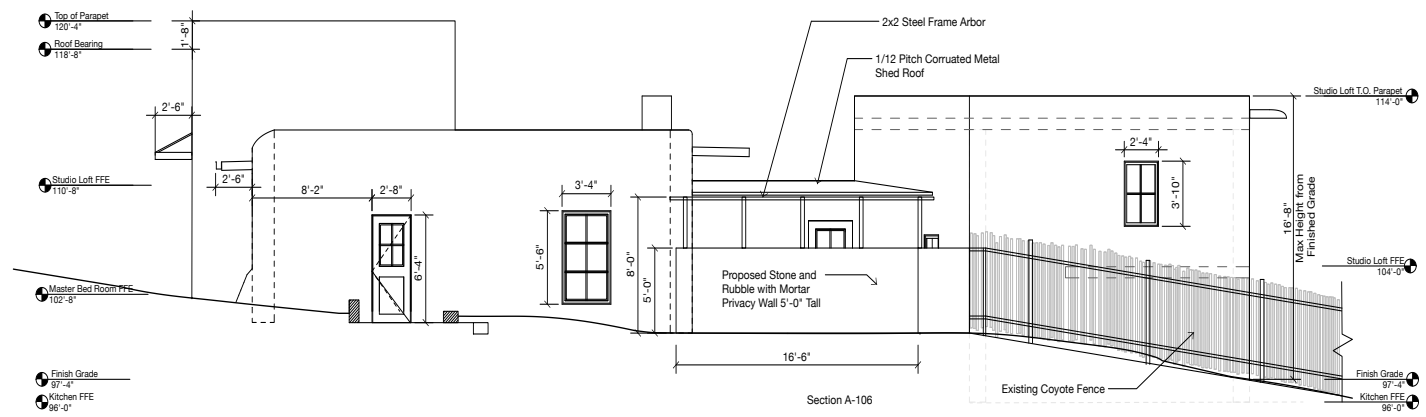 Top of Parapet
120'-4"
Roof Bearing
118'-8"
1'-8"
2'-6"
Studio Loft FFE
110'-8"
2'-6"
8'-2"
2'-8"
6'-4"
3'-4"
5'-6"
8'-0"
5'-0"
Master Bed Room FFE
102'-8"
Finish Grade
97'-4"
Kitchen FFE
96'-0"
2x2 Steel Frame Arbor
1/12 Pitch Corruated Metal
Shed Roof
Proposed Stone and
Rubble with Mortar
Privacy Wall 5'-0" Tall
16'-6"
Section A-106
Existing Coyote Fence
2'-4"
3'-10"
16'-8"
Max Height from
Finished Grade
Studio Loft T.O. Parapet
114'-0"
Studio Loft FFE
104'-0"
Finish Grade
97'-4"
Kitchen FFE
96'-0"